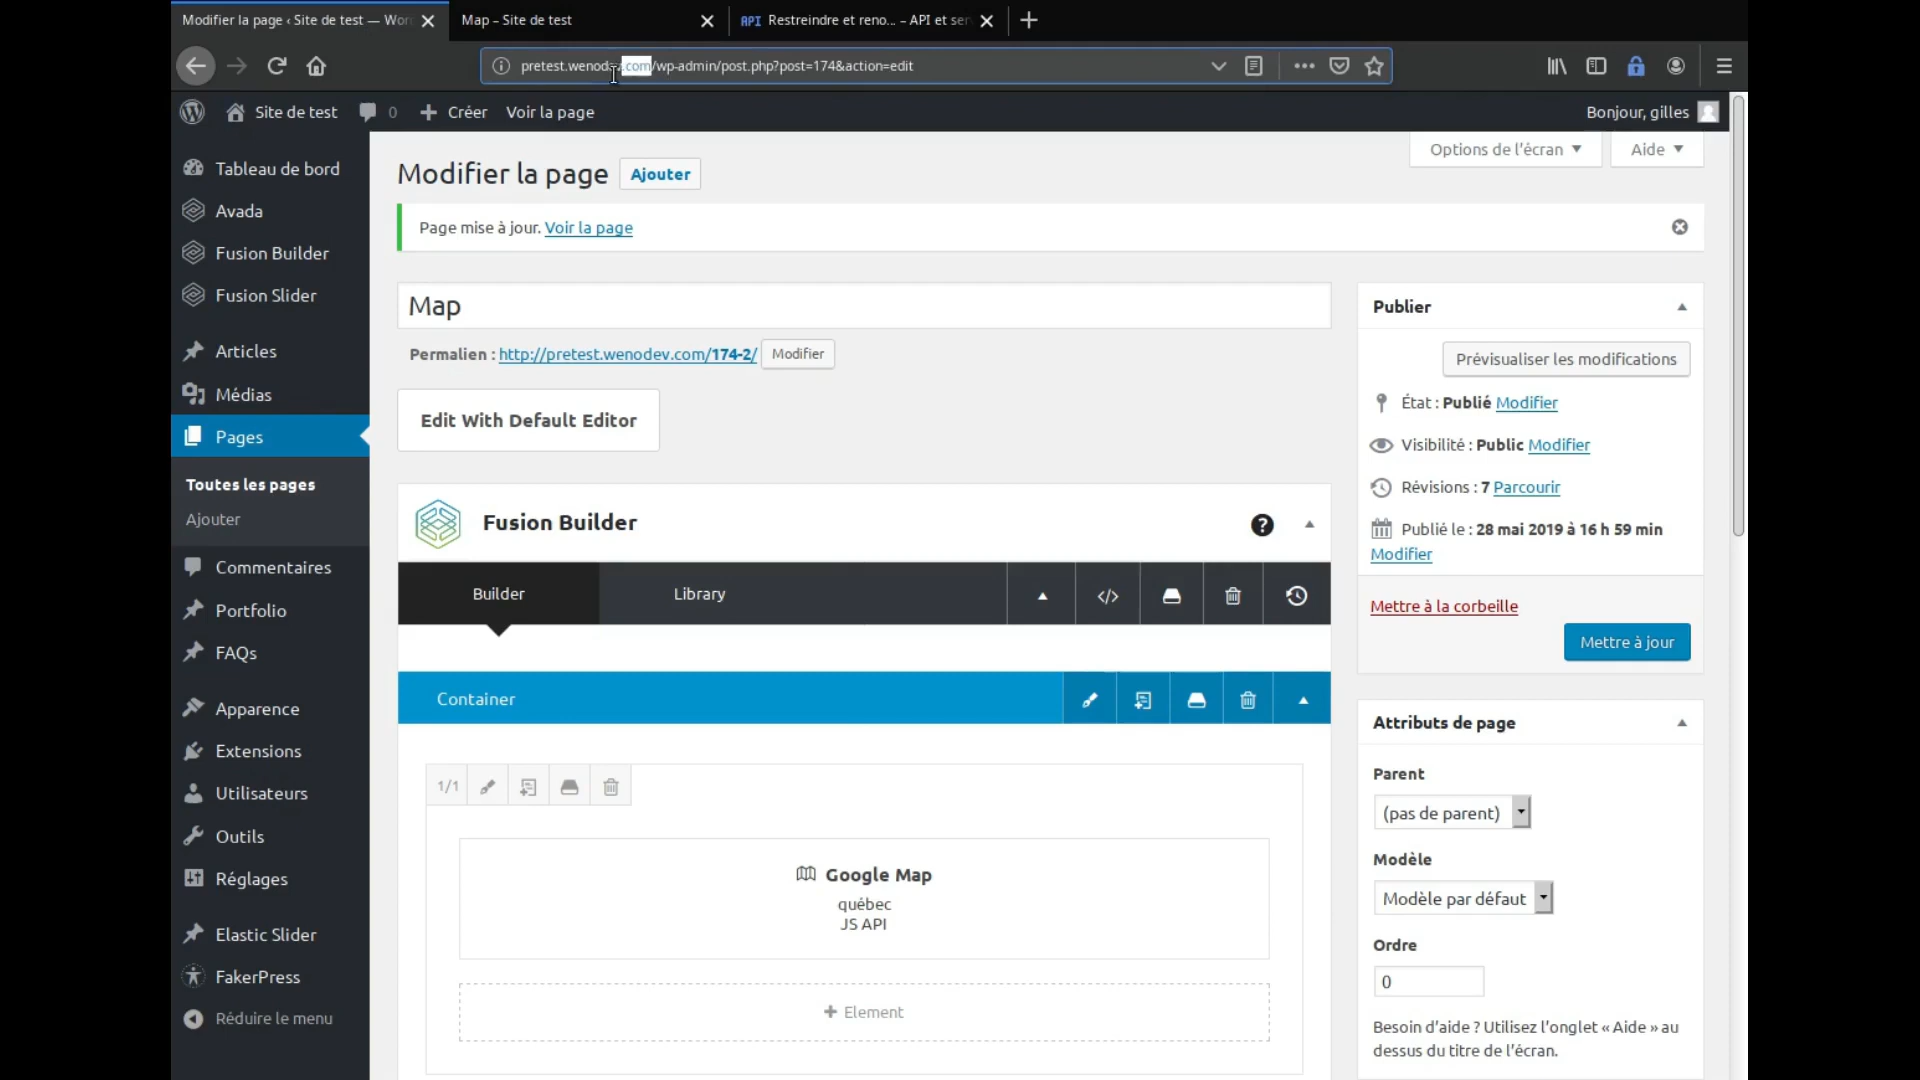 Modifier la page ‹ Site de test — Wor
Map – Site de test
API Restreindre et reno... – API et ser
pretest.wenod .com/wp-admin/post.php?post=174&action=edit
Site de test
0
Créer
Voir la page
Bonjour, gilles
Tableau de bord
Avada
Fusion Builder
Fusion Slider
Articles
Médias
Pages
Toutes les pages
Ajouter
Commentaires
Portfolio
FAQs
Apparence
Extensions
Utilisateurs
Outils
Réglages
Elastic Slider
FakerPress
Réduire le menu
Options de l'écran
Aide
Modifier la page
Ajouter
Page mise à jour. Voir la page
Map
Permalien : http://pretest.wenodev.com/174-2/ Modifier
Edit With Default Editor
Fusion Builder
?
Builder
Library
</>
Container
1/1
Google Map
québec
JS API
+ Element
Publier
Prévisualiser les modifications
État : Publié Modifier
Visibilité : Public Modifier
Révisions : 7 Parcourir
Publié le : 28 mai 2019 à 16 h 59 min
Modifier
Mettre à la corbeille
Mettre à jour
Attributs de page
Parent
(pas de parent)
Modèle
Modèle par défaut
Ordre
0
Besoin d'aide ? Utilisez l'onglet « Aide » au
dessus du titre de l'écran.